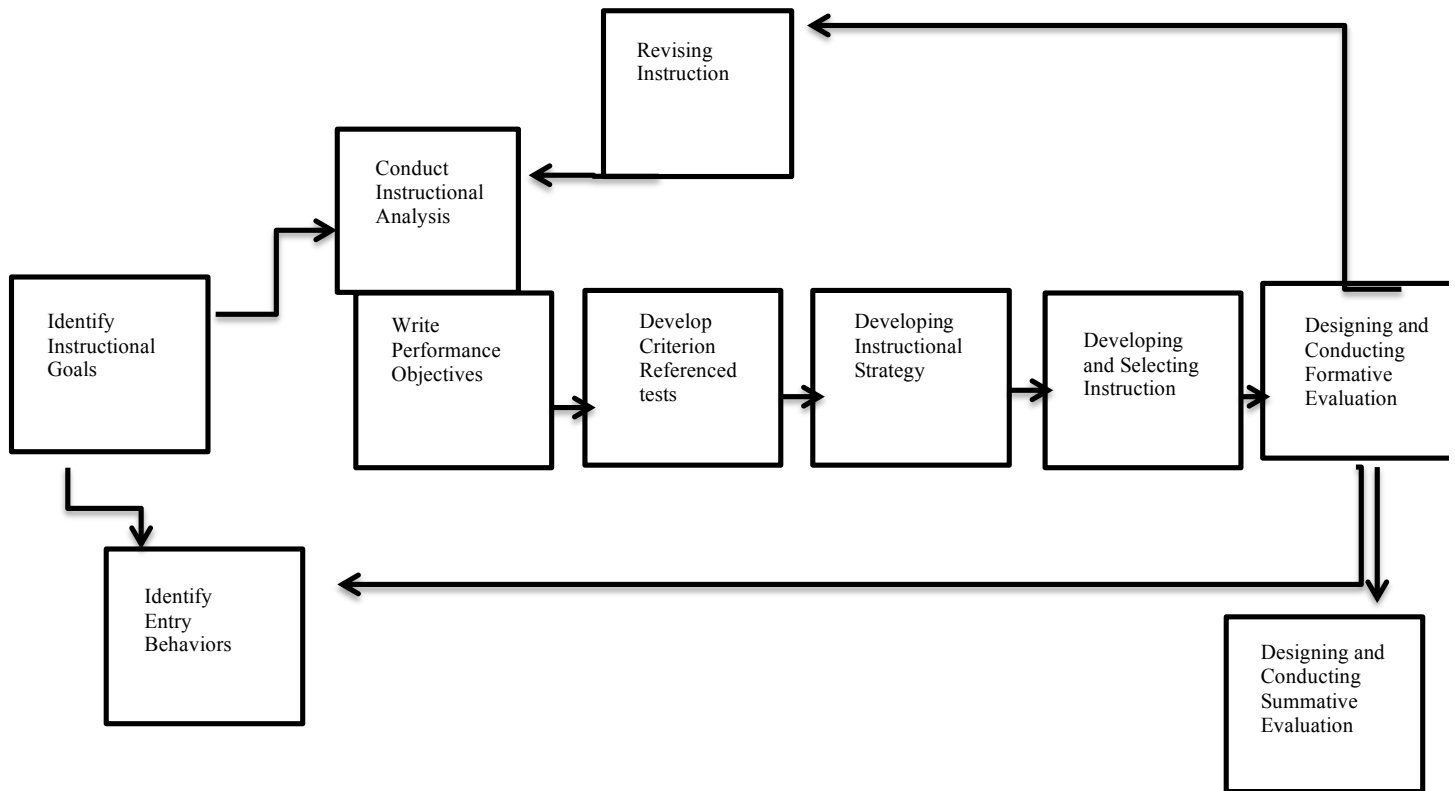 Revising
Instruction
Conduct
Instructional
Analysis
Identify
Instructional
Goals
Write
Performance
Objectives
Develop
Criterion
Referenced
tests
Developing
Instructional
Strategy
Developing
and Selecting
Instruction
Designing and
Conducting
Formative
Evaluation
Identify
Entry
Behaviors
Designing and
Conducting
Summative
Evaluation